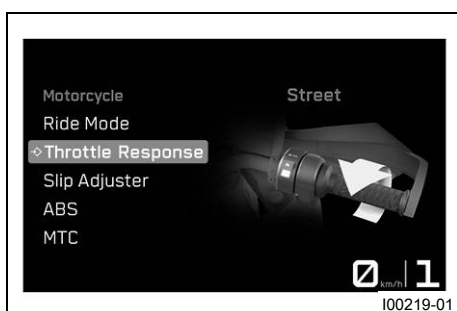 Motorcycle
Street
Ride Mode
Throttle Response
Slip Adjuster
ABS
MTC
0 km/h 1
I00219-01